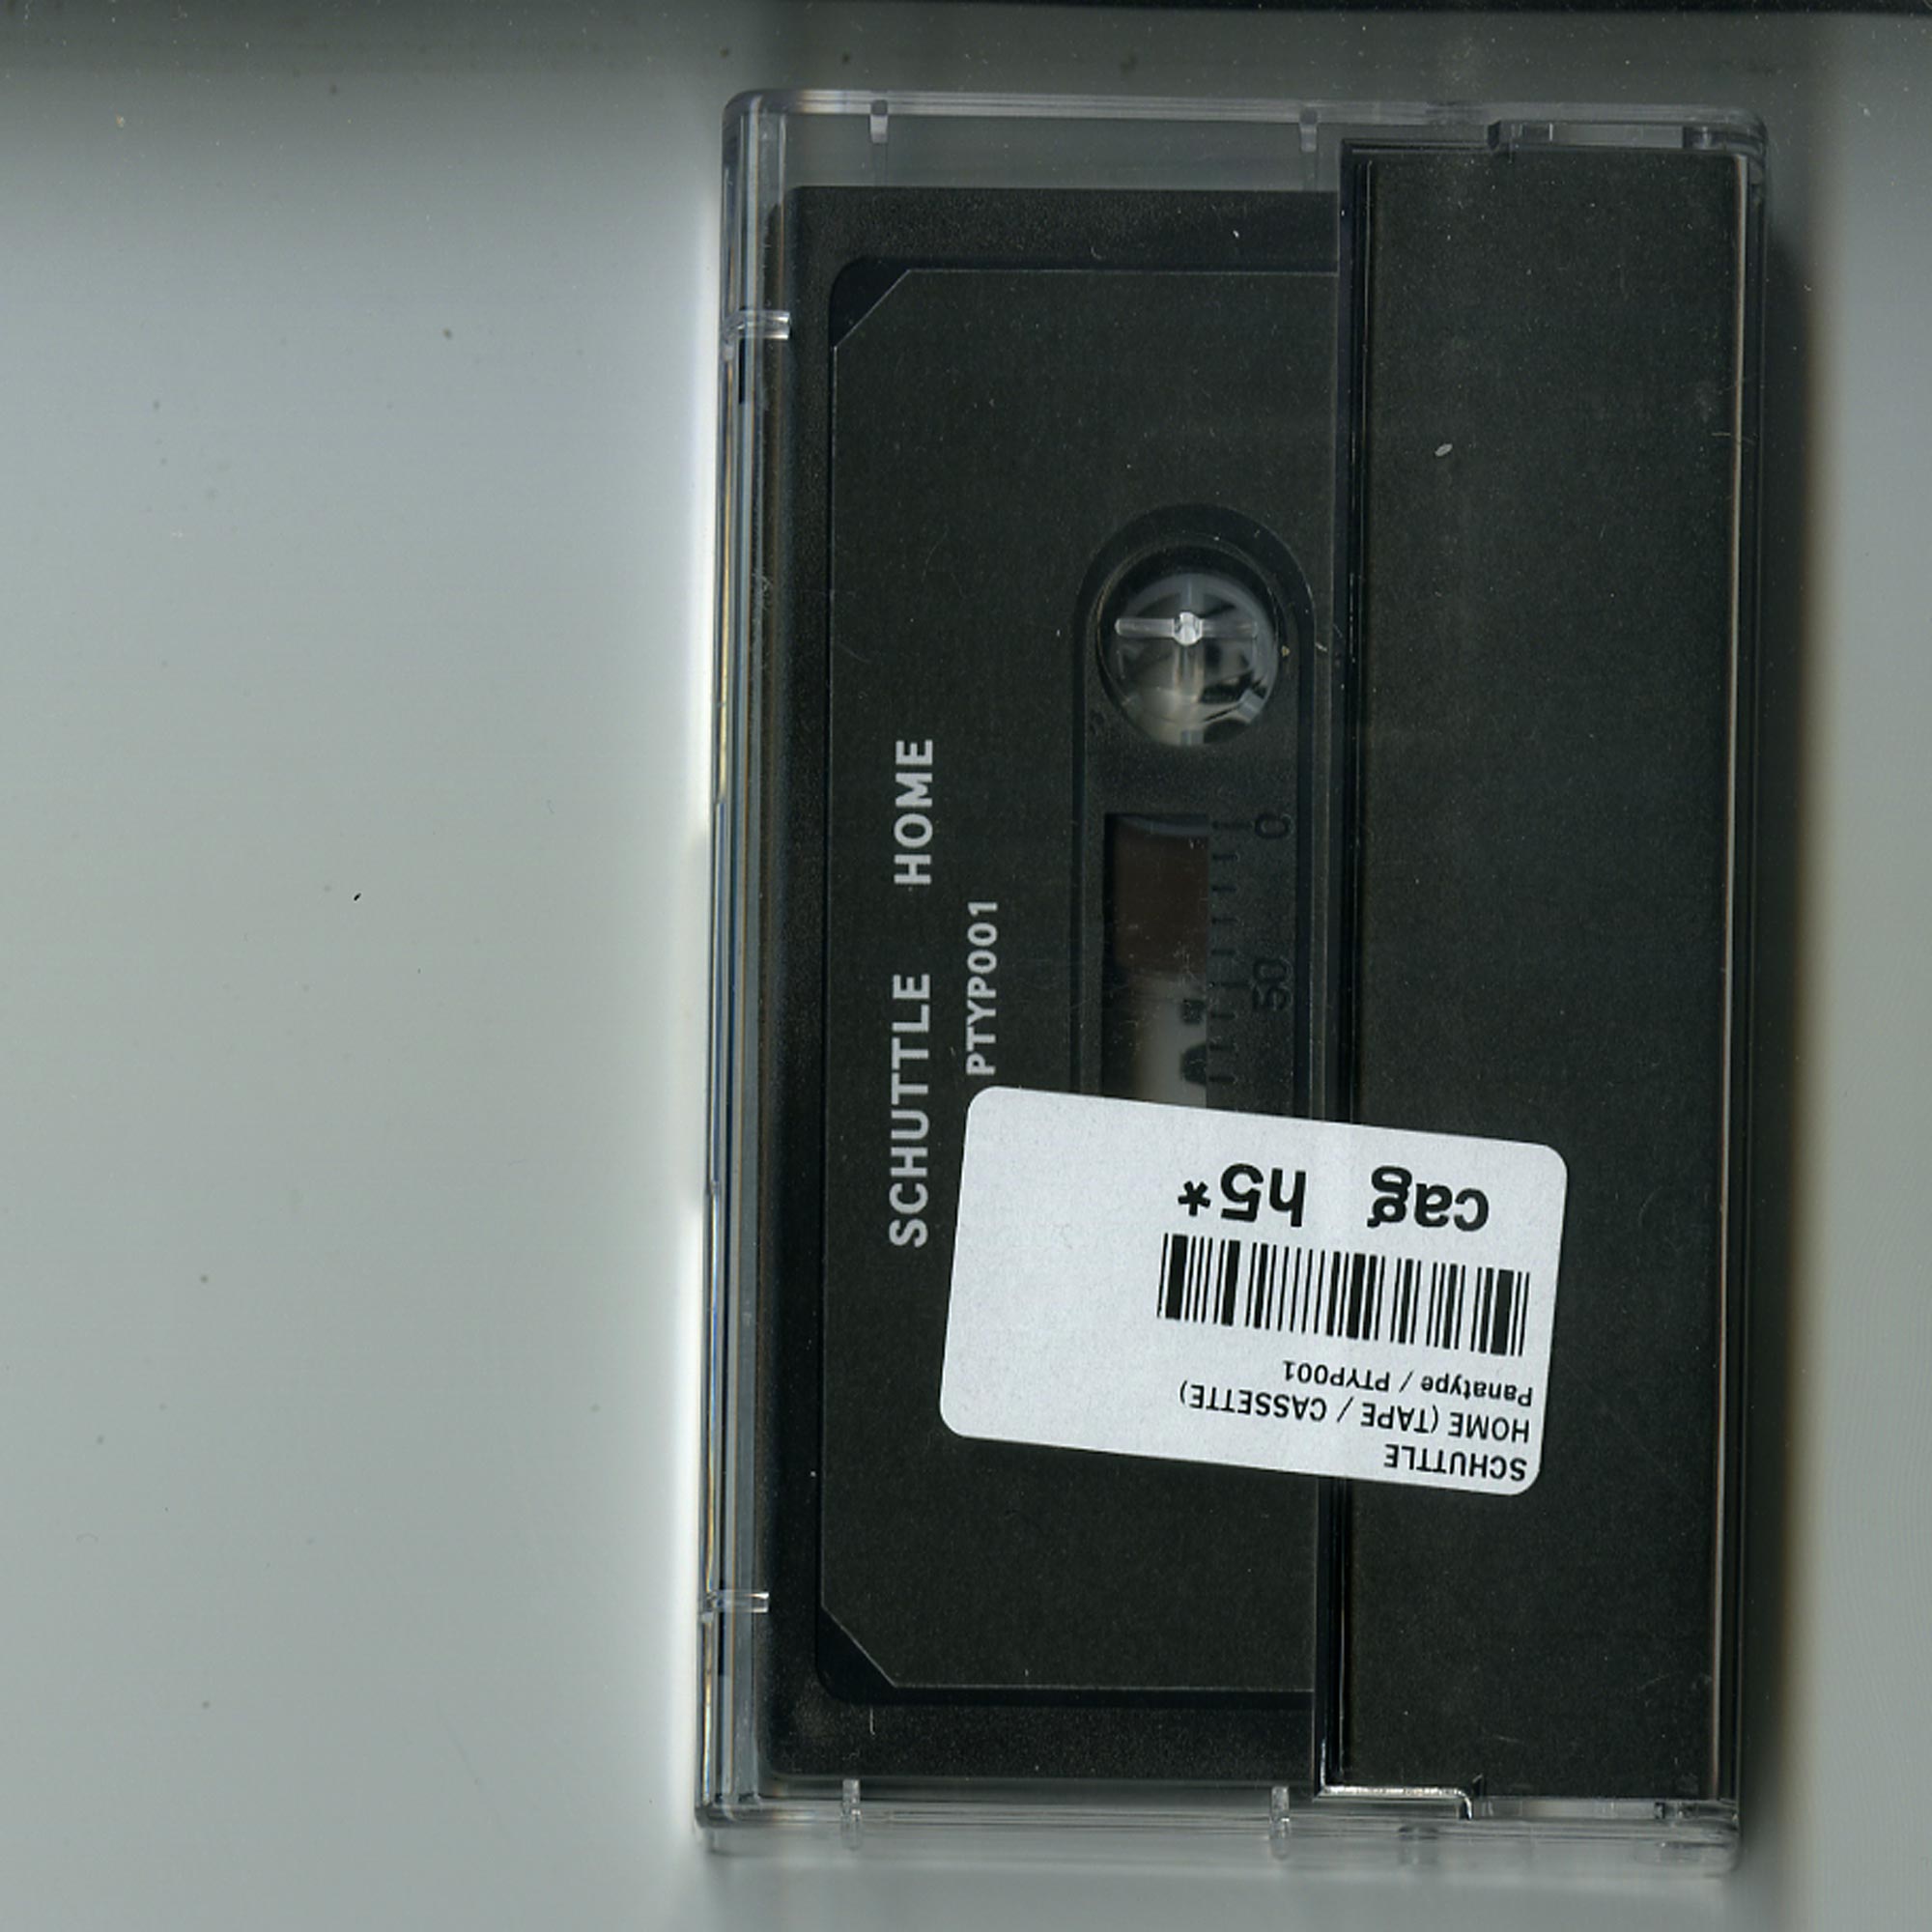 SCHUTTLE HOME
PTYP001
0
50
SCHUTTLE
HOME (TAPE / CASSETTE)
Panatype / PTYP001
cag h5*